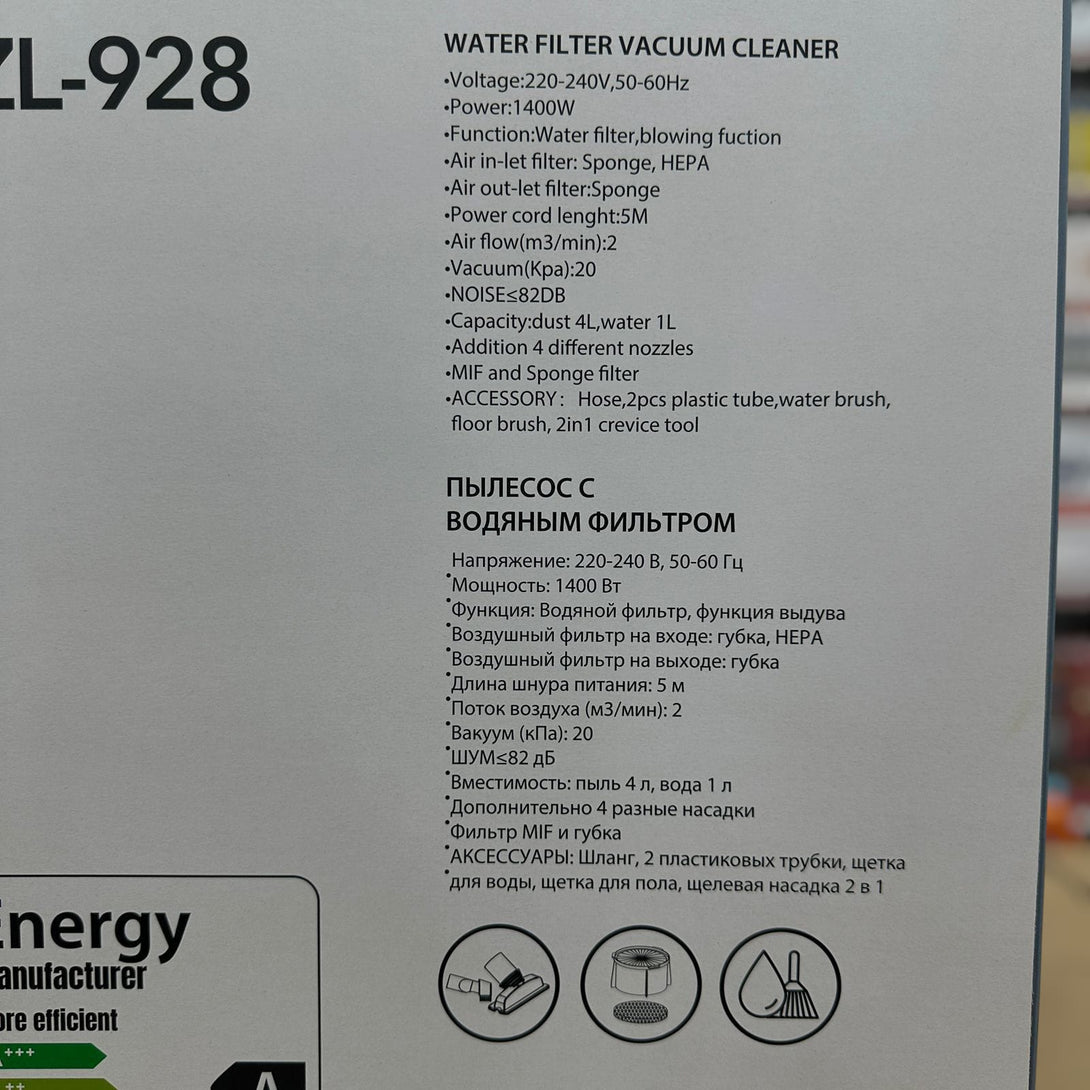 ZL-928
WATER FILTER VACUUM CLEANER
•Voltage:220-240V,50-60Hz
•Power:1400W
•Function:Water filter,blowing fuction
•Air in-let filter: Sponge, HEPA
•Air out-let filter:Sponge
•Power cord lenght:5M
•Air flow(m3/min):2
•Vacuum(Kpa):20
•NOISE≤82DB
•Capacity:dust 4L,water 1L
•Addition 4 different nozzles
•MIF and Sponge filter
•ACCESSORY: Hose,2pcs plastic tube,water brush,
floor brush, 2in1 crevice tool
ПЫЛЕСОС С
ВОДЯНЫМ ФИЛЬТРОМ
Напряжение: 220-240 В, 50-60 Гц
•Мощность: 1400 Вт
•Функция: Водяной фильтр, функция выдува
•Воздушный фильтр на входе: губка, HEPA
•Воздушный фильтр на выходе: губка
•Длина шнура питания: 5 м
•Поток воздуха (м3/мин): 2
•Вакуум (кПа): 20
•ШУМ≤82 дБ
•Вместимость: пыль 4 л, вода 1 л
•Дополнительно 4 разные насадки
•Фильтр MIF и губка
•АКСЕССУАРЫ: Шланг, 2 пластиковых трубки, щетка
•для воды, щетка для пола, щелевая насадка 2 в 1
Energy
anufacturer
ore efficient
A+++
++
A